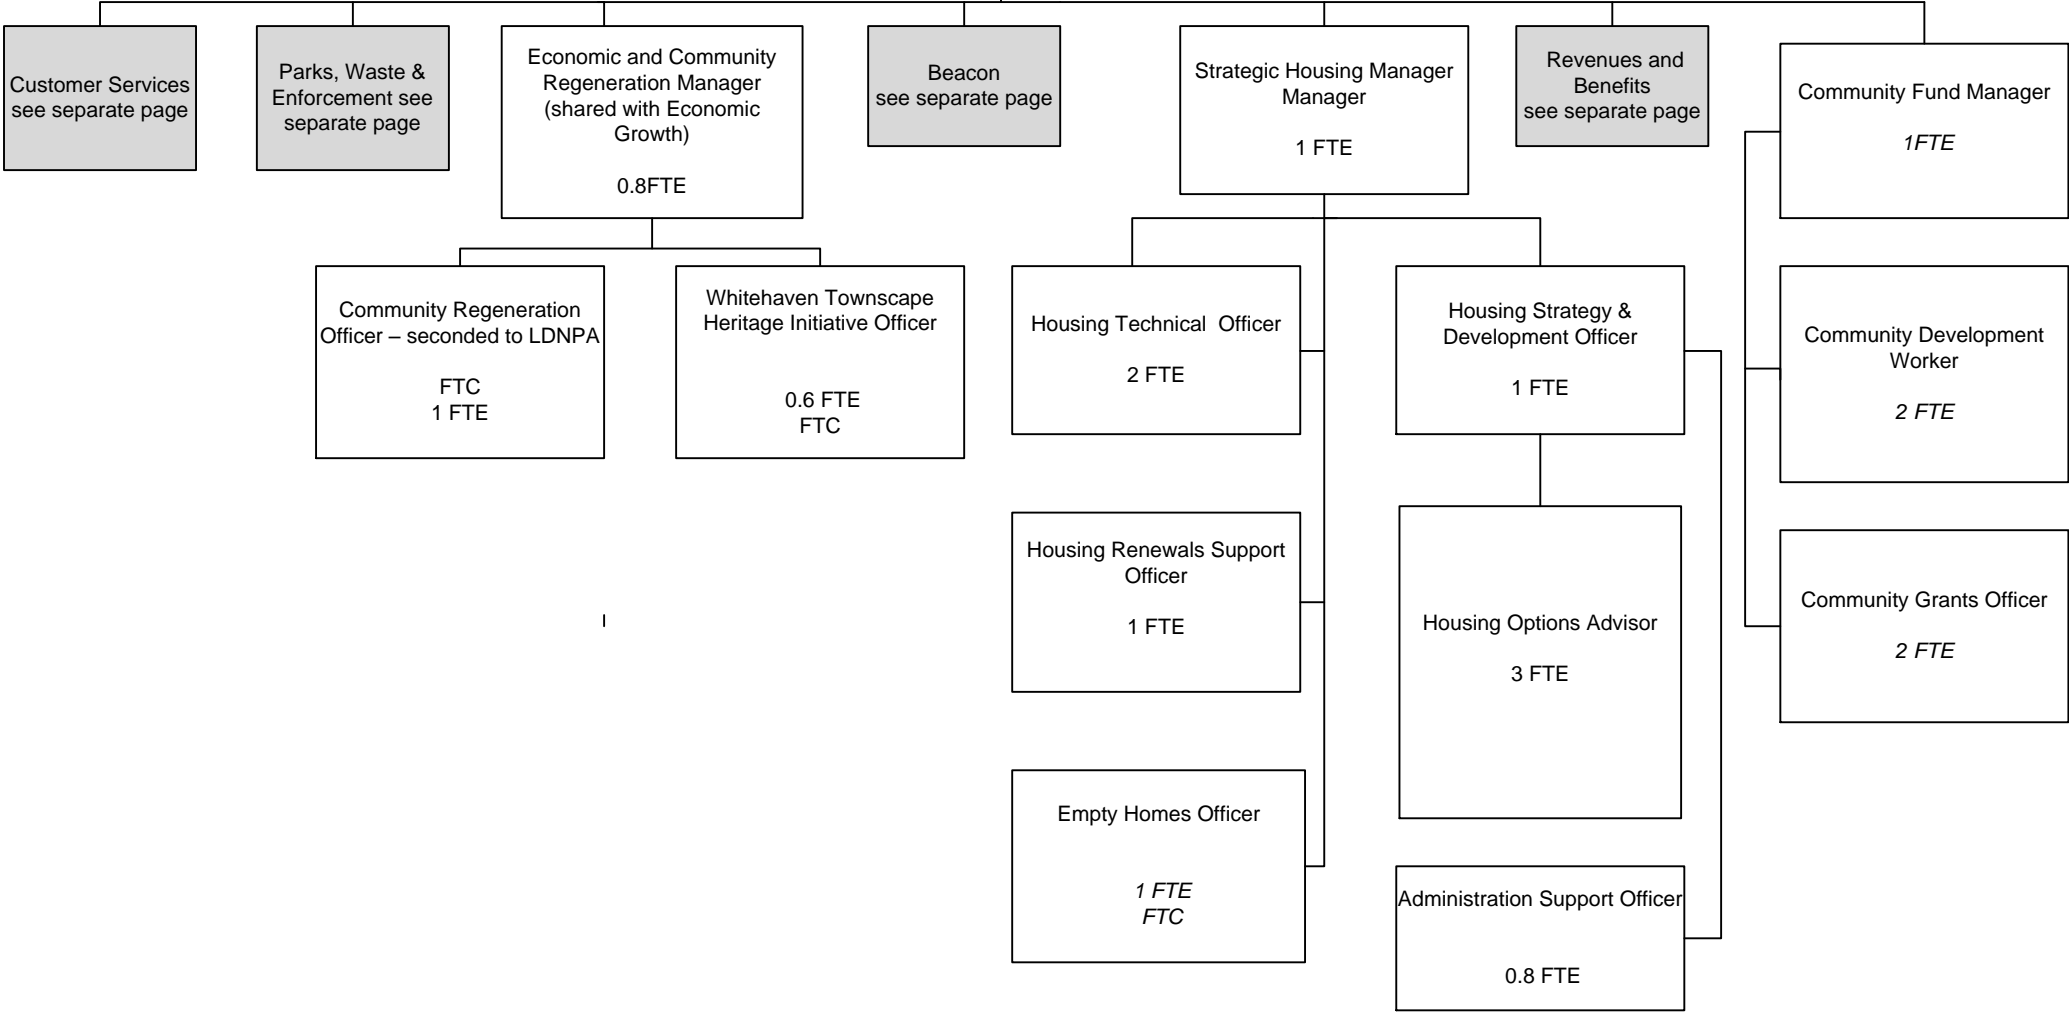 Customer Services
see separate page
Parks, Waste &
Enforcement see
separate page
Economic and Community
Regeneration Manager
(shared with Economic
Growth)
0.8FTE
Beacon
see separate page
Strategic Housing Manager
Manager
1 FTE
Revenues and
Benefits
see separate page
Community Fund Manager
1FTE
Community Regeneration
Officer – seconded to LDNPA
FTC
1 FTE
Whitehaven Townscape
Heritage Initiative Officer
0.6 FTE
FTC
Housing Technical  Officer
2 FTE
Housing Strategy &
Development Officer
1 FTE
Community Development
Worker
2 FTE
Housing Renewals Support
Officer
1 FTE
Housing Options Advisor
3 FTE
Community Grants Officer
2 FTE
Empty Homes Officer
1 FTE
FTC
Administration Support Officer
0.8 FTE